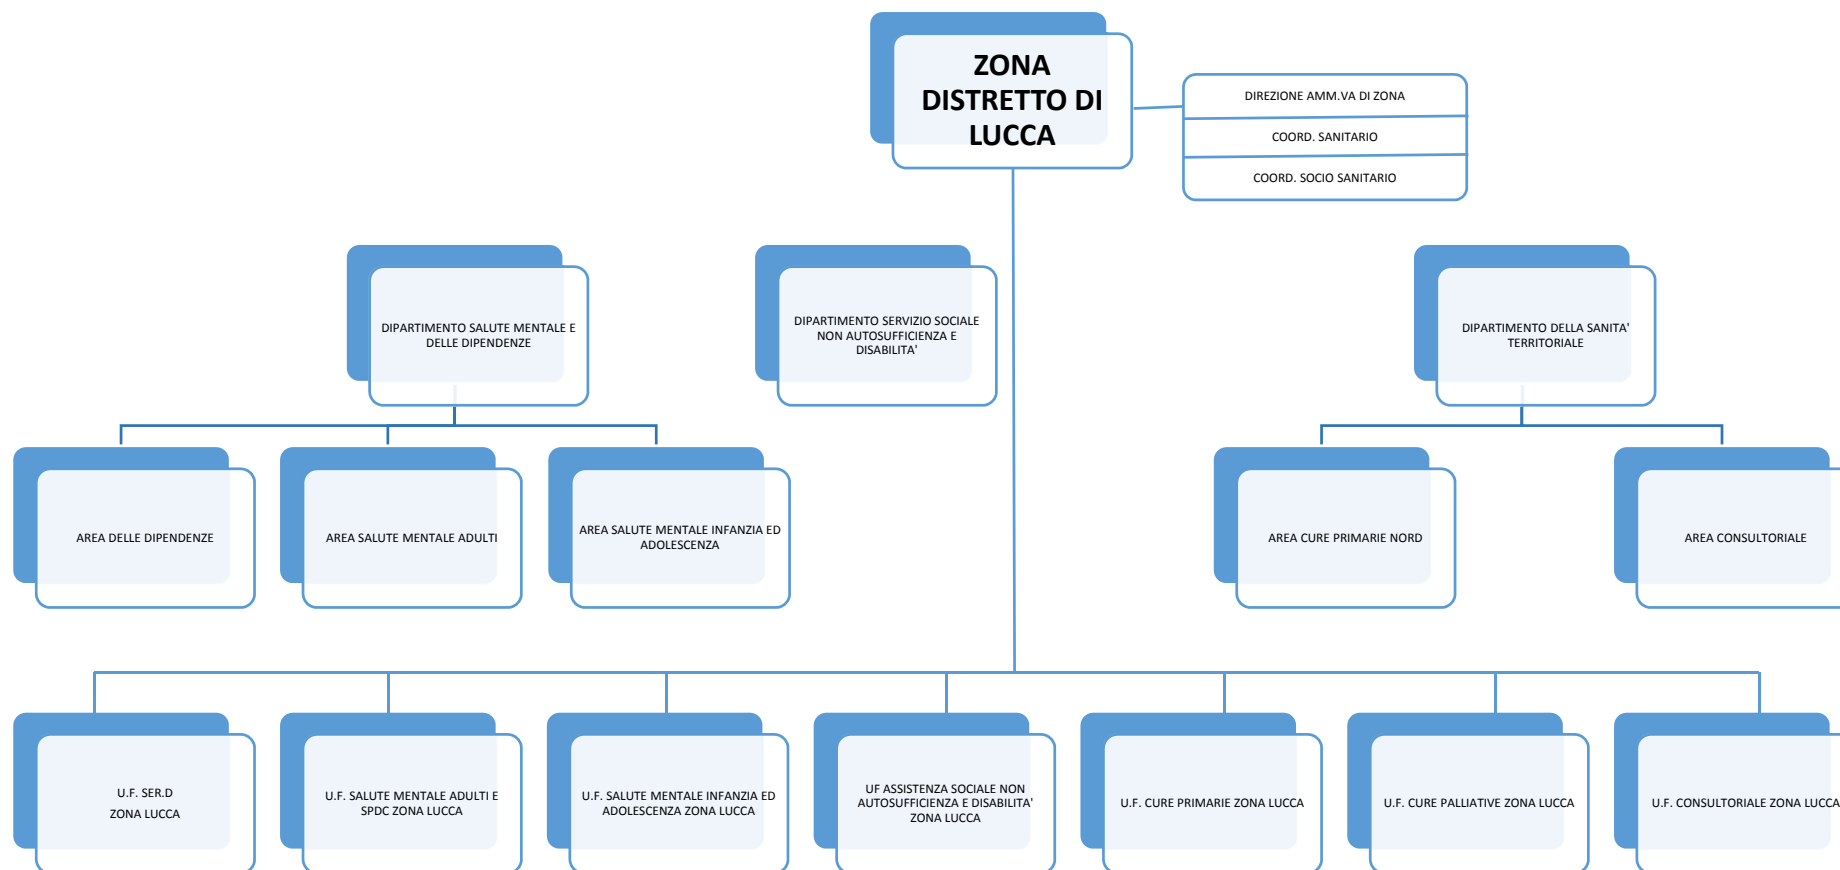 ZONA
DISTRETTO DI
LUCCA
DIREZIONE AMM.VA DI ZONA
COORD. SANITARIO
COORD. SOCIO SANITARIO
DIPARTIMENTO SALUTE MENTALE E
DELLE DIPENDENZE
DIPARTIMENTO SERVIZIO SOCIALE
NON AUTOSUFFICIENZA E
DISABILITA'
DIPARTIMENTO DELLA SANITA'
TERRITORIALE
AREA DELLE DIPENDENZE
AREA SALUTE MENTALE ADULTI
AREA SALUTE MENTALE INFANZIA ED
ADOLESCENZA
AREA CURE PRIMARIE NORD
AREA CONSULTORIALE
U.F. SER.D
ZONA LUCCA
U.F. SALUTE MENTALE ADULTI E
SPDC ZONA LUCCA
U.F. SALUTE MENTALE INFANZIA ED
ADOLESCENZA ZONA LUCCA
UF ASSISTENZA SOCIALE NON
AUTOSUFFICIENZA E DISABILITA'
ZONA LUCCA
U.F. CURE PRIMARIE ZONA LUCCA
U.F. CURE PALLIATIVE ZONA LUCCA
U.F. CONSULTORIALE ZONA LUCCA